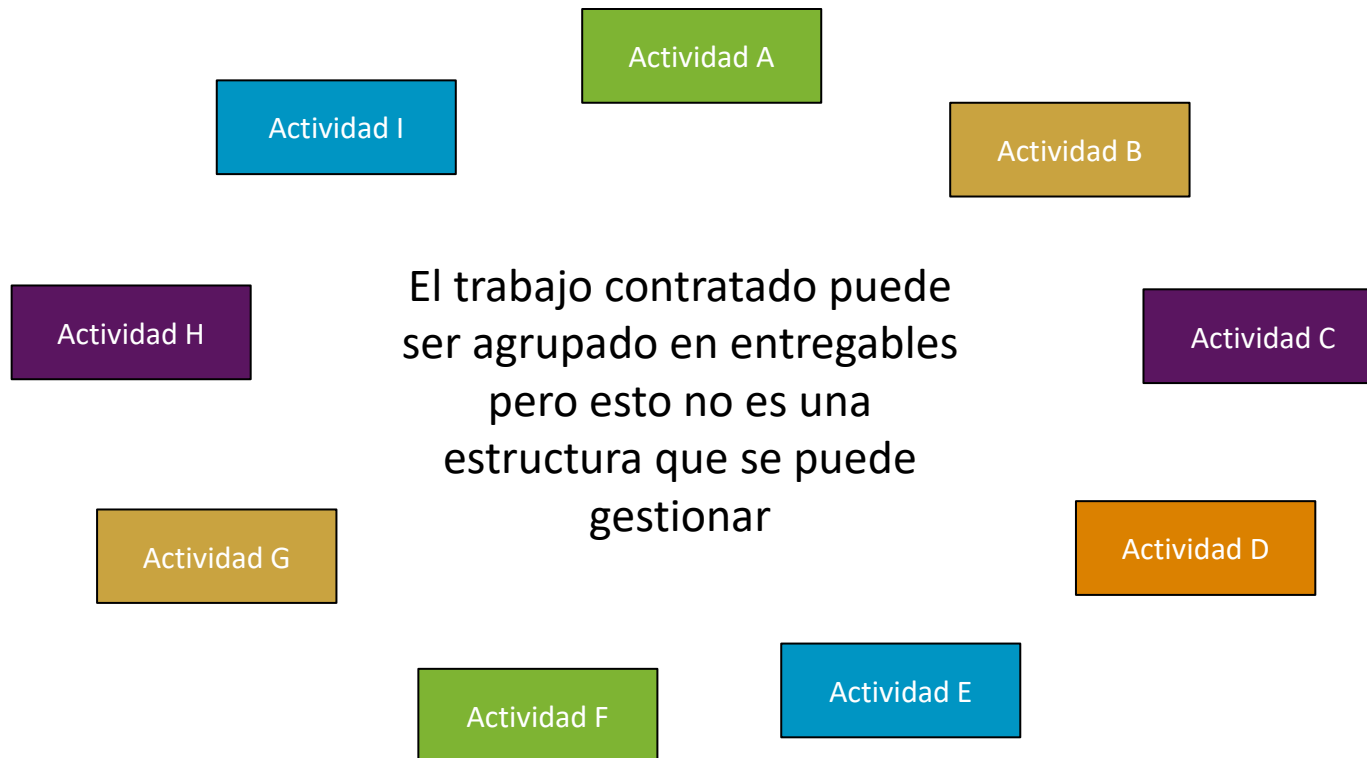 Actividad A
Actividad I
Actividad B
El trabajo contratado puede
ser agrupado en entregables
pero esto no es una
estructura que se puede
gestionar
Actividad H
Actividad C
Actividad G
Actividad D
Actividad E
Actividad F